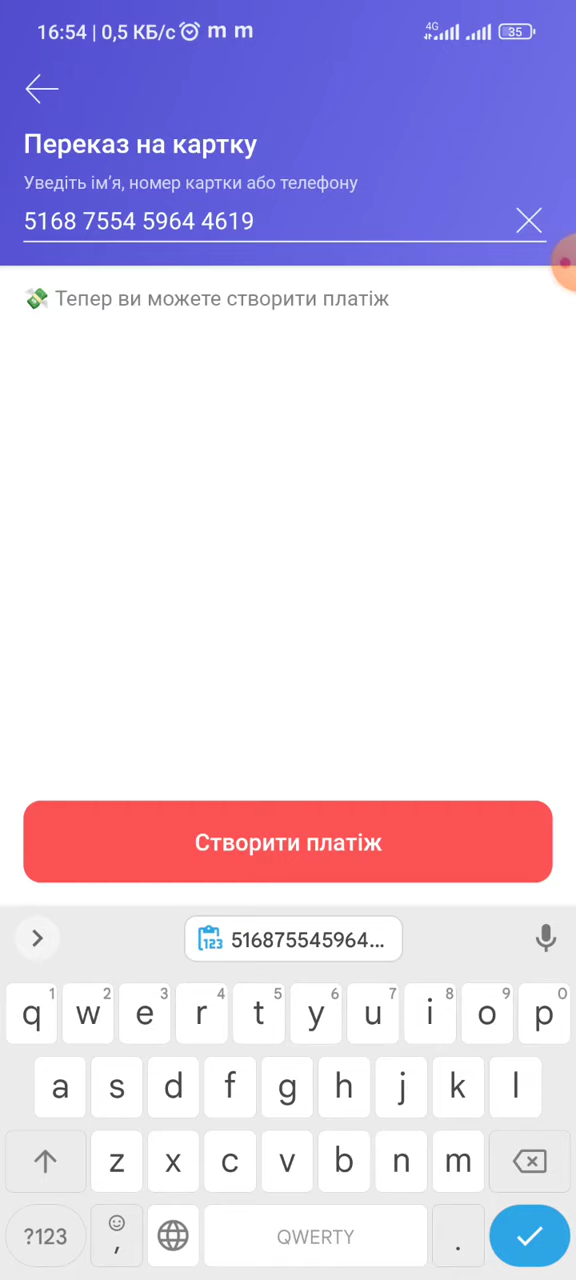 16:54 | 0,5 КБ/с m m 4G 35
Переказ на картку
Уведіть ім’я, номер картки або телефону
5168 7554 5964 4619
💸 Тепер ви можете створити платіж
Створити платіж
123 516875545964...
q 1 w 2 e 3 r 4 t 5 y 6 u 7 i 8 o 9 p 0
a s d f g h j k l
z x c v b n m
?123 , QWERTY .